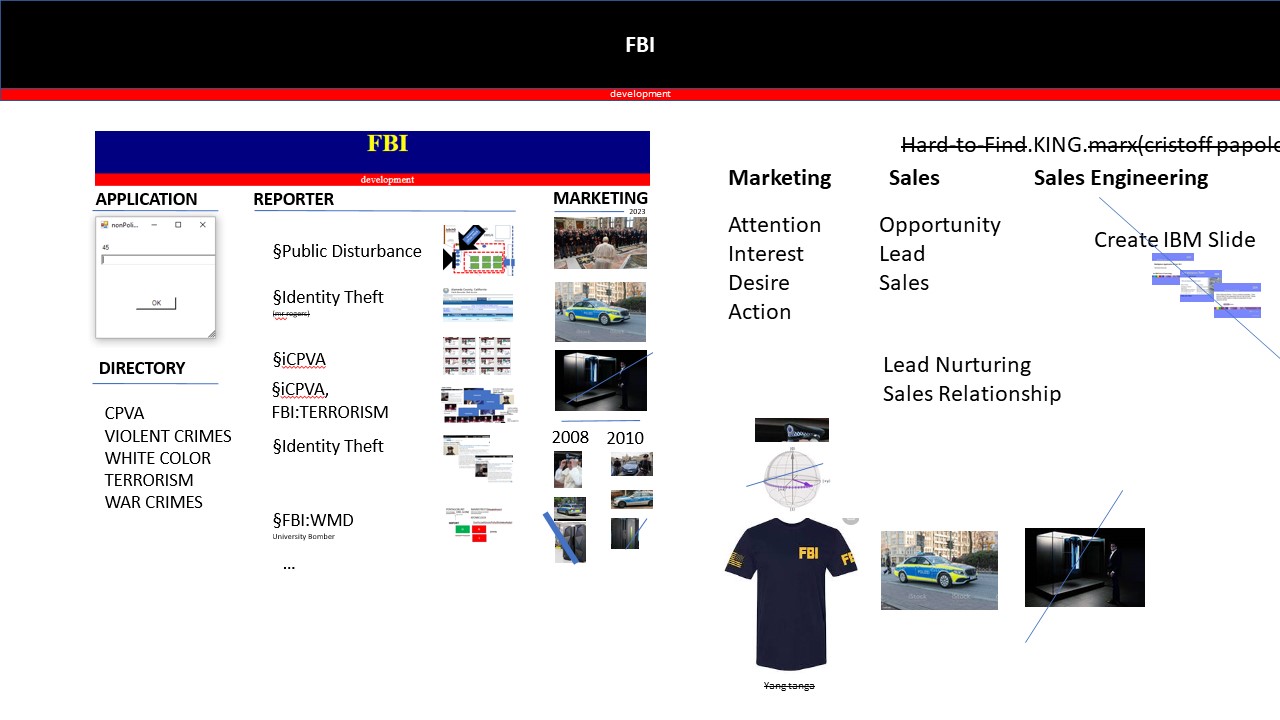 FBI
development
FBI
development
APPLICATION
nonPoli...
45
OK
DIRECTORY
CPVA
VIOLENT CRIMES
WHITE COLOR
TERRORISM
WAR CRIMES
REPORTER
§Public Disturbance
§Identity Theft
(mr rogers)
§iCPVA
§iCPVA,
FBI:TERRORISM
§Identity Theft
§FBI:WMD
University Bomber
...
MARKETING
2023
2008 2010
Hard-to-Find.KING.marx(cristoff papolo
Marketing Sales Sales Engineering
Attention
Interest
Desire
Action
Opportunity
Lead
Sales
Create IBM Slide
Lead Nurturing
Sales Relationship
FBI
FBI
iStock iStock
Yang tanga